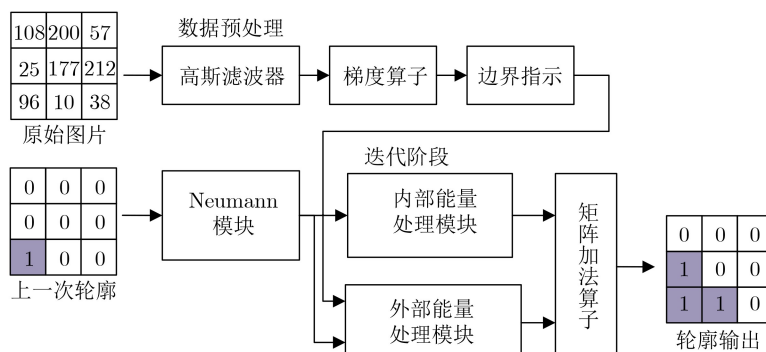 数据预处理
108 200 57
25 177 212
96 10 38
原始图片
高斯滤波器
梯度算子
边界指示
迭代阶段
0 0 0
0 0 0
1 0 0
上一次轮廓
Neumann
模块
内部能量
处理模块
外部能量
处理模块
矩阵加法算子
0 0 0
1 0 0
1 1 0
轮廓输出